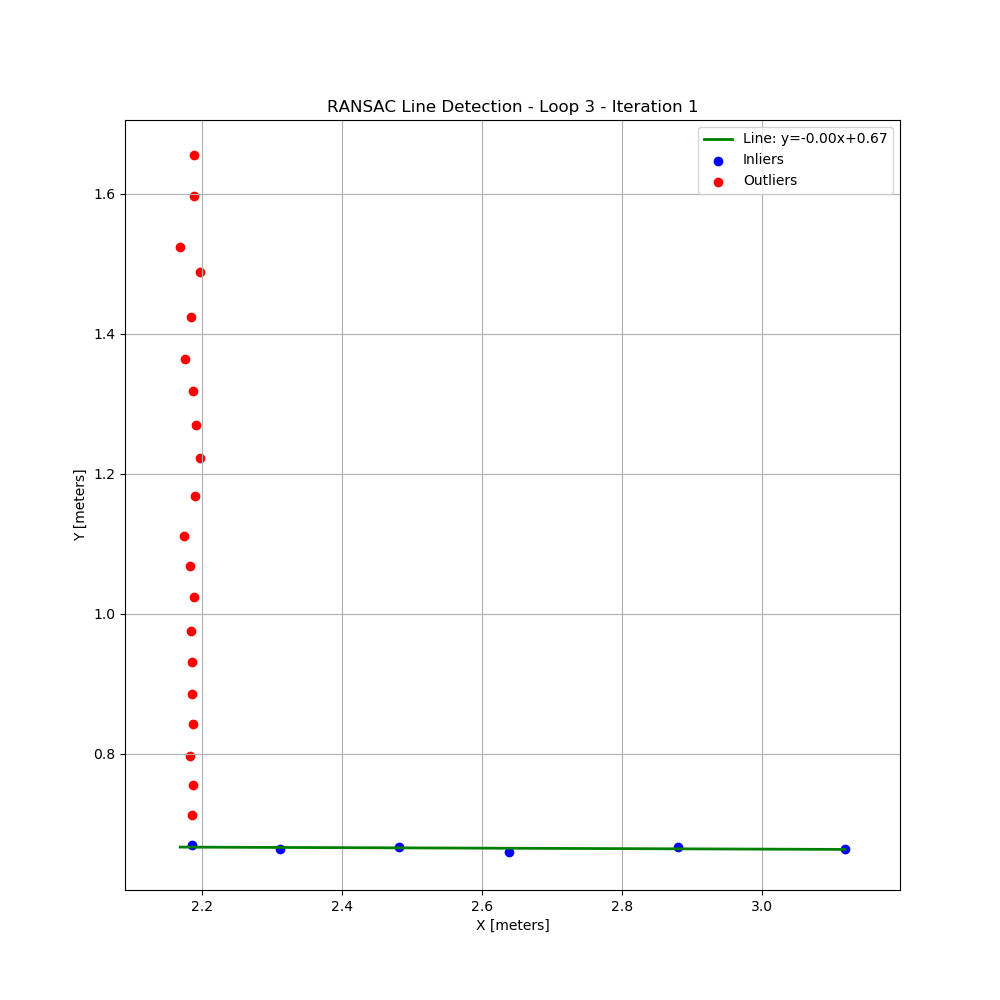 RANSAC Line Detection - Loop 3 - Iteration 1
Line: y=-0.00x+0.67
Inliers
Outliers
1.6
1.4
1.2
1.0
0.8
Y [meters]
2.2 2.4 2.6 2.8 3.0
X [meters]